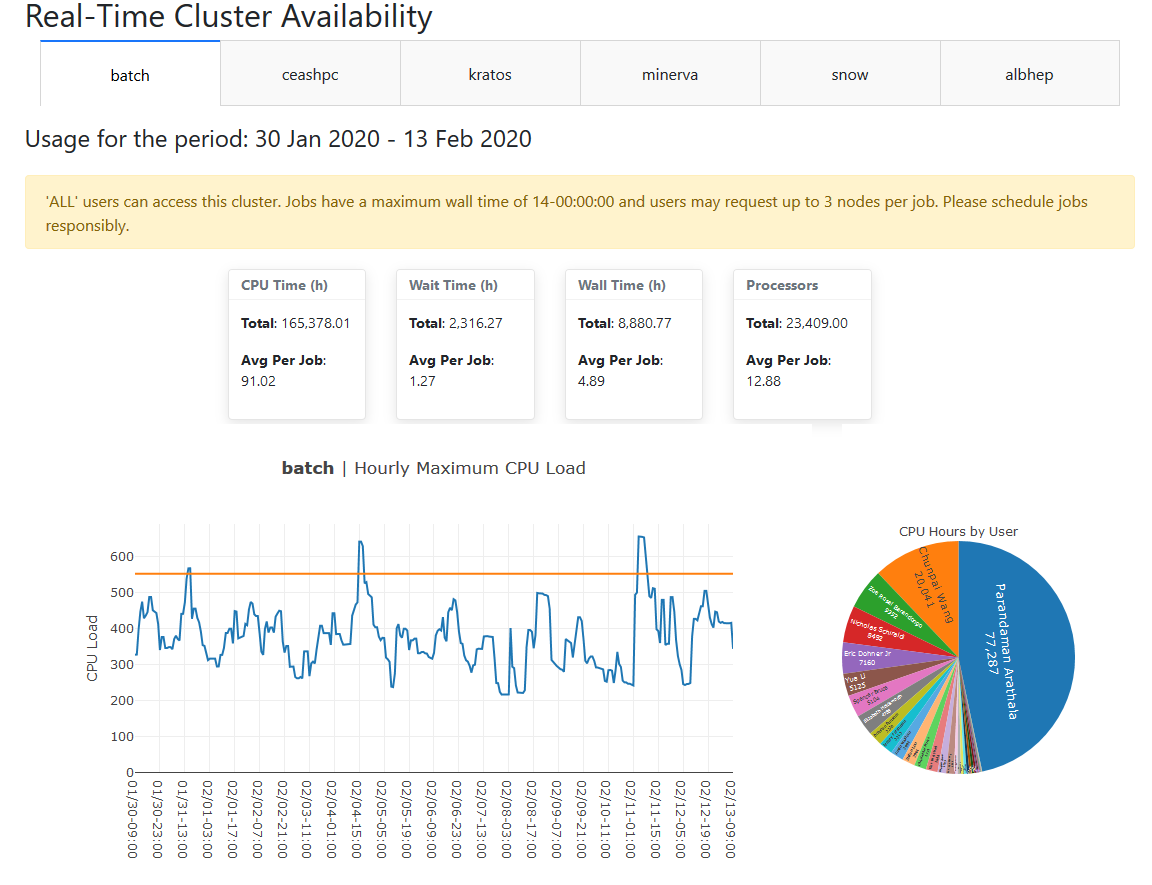 Real-Time Cluster Availability
batch
ceashpc
kratos
minerva
snow
albhep
Usage for the period: 30 Jan 2020 - 13 Feb 2020
'ALL' users can access this cluster. Jobs have a maximum wall time of 14-00:00:00 and users may request up to 3 nodes per job. Please schedule jobs
responsibly.
CPU Time (h)
Total: 165,378.01
Avg Per Job:
91.02
Wait Time (h)
Total: 2,316.27
Avg Per Job:
1.27
Wall Time (h)
Total: 8,880.77
Avg Per Job:
4.89
Processors
Total: 23,409.00
Avg Per Job:
12.88
batch | Hourly Maximum CPU Load
CPU Load
600
500
400
300
200
100
0
01/30-09:00
01/30-23:00
01/31-13:00
02/01-03:00
02/01-17:00
02/02-07:00
02/02-21:00
02/03-11:00
02/04-01:00
02/04-15:00
02/05-05:00
02/05-19:00
02/06-09:00
02/06-23:00
02/07-13:00
02/08-03:00
02/08-17:00
02/09-07:00
02/09-21:00
02/10-11:00
02/11-01:00
02/11-15:00
02/12-05:00
02/12-19:00
02/13-09:00
CPU Hours by User
Parandaman Arathala
77,287
Chunpai Wang
20,041
Nicholas Schiraldi
8492
Eric Dohner Jr
7160
Yue U
5125